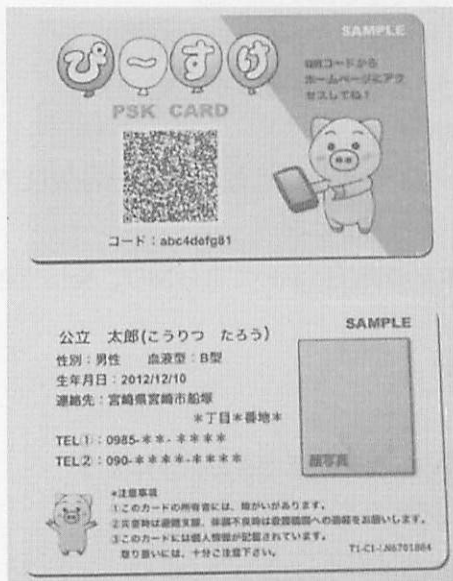 SAMPLE
ぴ〜すけ
PSK CARD
QRコードから
ホームページにアク
セスしてね!
コード:abc4defg81
SAMPLE
公立 太郎(こうりつ たろう)
性別:男性 血液型:B型
生年月日:2012/12/10
連絡先:宮崎県宮崎市船塚
*丁目*番地*
TEL①:0985-**-****
TEL②:090-****-****
顔写真
*注意事項
①このカードの所有者には、障がいがあります。
②災害時は避難支援、体調不良時は救護機関への連絡をお願いします。
③このカードには個人情報が記載されています。
取り扱いには、十分ご注意下さい。